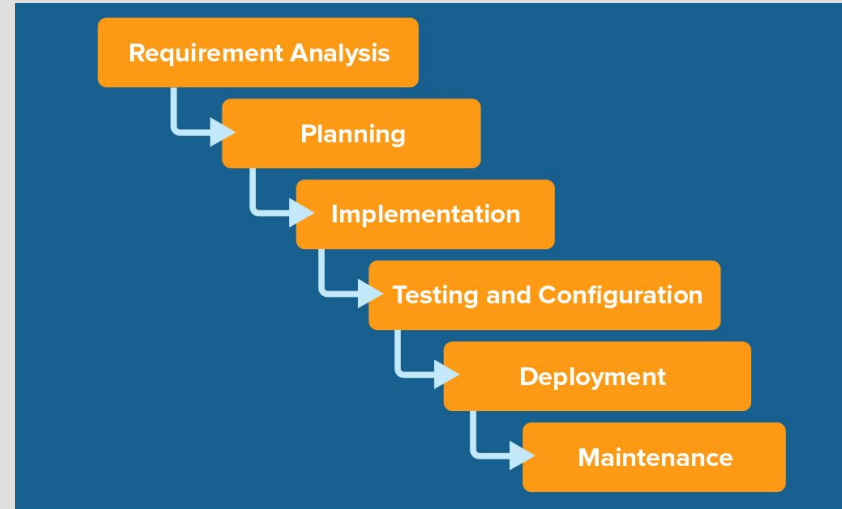 Requirement Analysis
Planning
Implementation
Testing and Configuration
Deployment
Maintenance